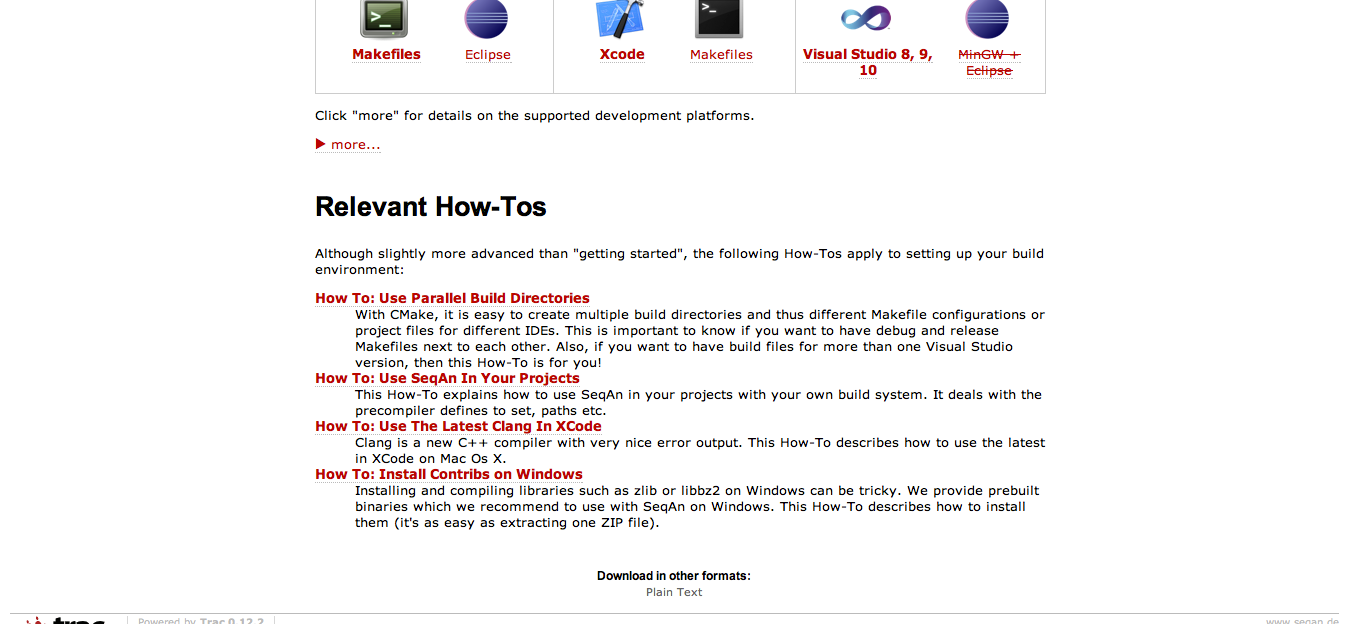 Makefiles
Eclipse
Xcode
Makefiles
Visual Studio 8, 9,
10
MinGW +
Eclipse
Click "more" for details on the supported development platforms.
more...
Relevant How-Tos
Although slightly more advanced than "getting started", the following How-Tos apply to setting up your build
environment:
How To: Use Parallel Build Directories
With CMake, it is easy to create multiple build directories and thus different Makefile configurations or
project files for different IDEs. This is important to know if you want to have debug and release
Makefiles next to each other. Also, if you want to have build files for more than one Visual Studio
version, then this How-To is for you!
How To: Use SeqAn In Your Projects
This How-To explains how to use SeqAn in your projects with your own build system. It deals with the
precompiler defines to set, paths etc.
How To: Use The Latest Clang In XCode
Clang is a new C++ compiler with very nice error output. This How-To describes how to use the latest
in XCode on Mac Os X.
How To: Install Contribs on Windows
Installing and compiling libraries such as zlib or libbz2 on Windows can be tricky. We provide prebuilt
binaries which we recommend to use with SeqAn on Windows. This How-To describes how to install
them (it's as easy as extracting one ZIP file).
Download in other formats:
Plain Text
trac
Powered by Trac 0.12.2
www.seqan.de